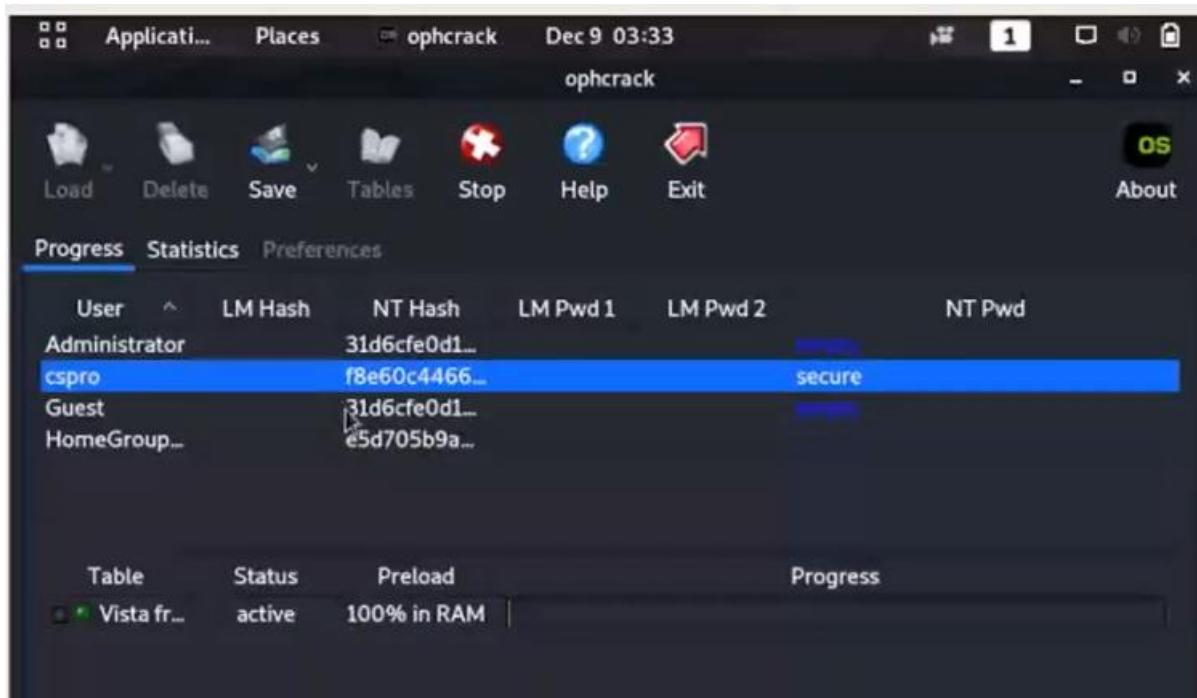 Applicati... Places ophcrack Dec 9 03:33 1
ophcrack
Load Delete Save Tables Stop Help Exit OS About
Progress Statistics Preferences
User LM Hash NT Hash LM Pwd 1 LM Pwd 2 NT Pwd
Administrator 31d6cfe0d1...
cspro f8e60c4466... secure
Guest 31d6cfe0d1...
HomeGroup... e5d705b9a...
Table Status Preload Progress
Vista fr... active 100% in RAM